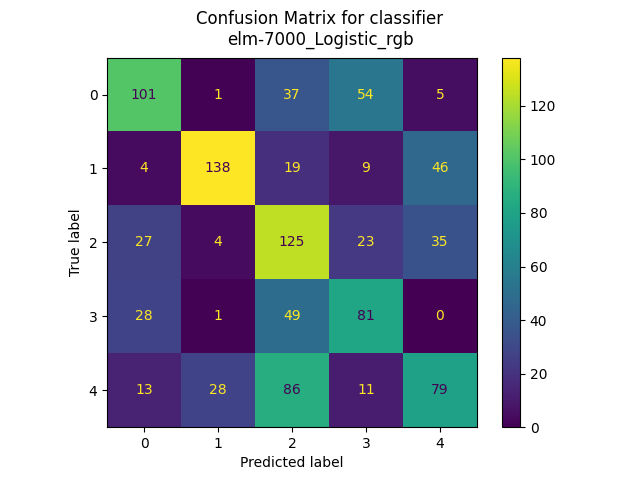 Confusion Matrix for classifier
elm-7000_Logistic_rgb
0 101 1 37 54 5
1 4 138 19 9 46
2 27 4 125 23 35
3 28 1 49 81 0
4 13 28 86 11 79
0 1 2 3 4
True label
Predicted label
120
100
80
60
40
20
0